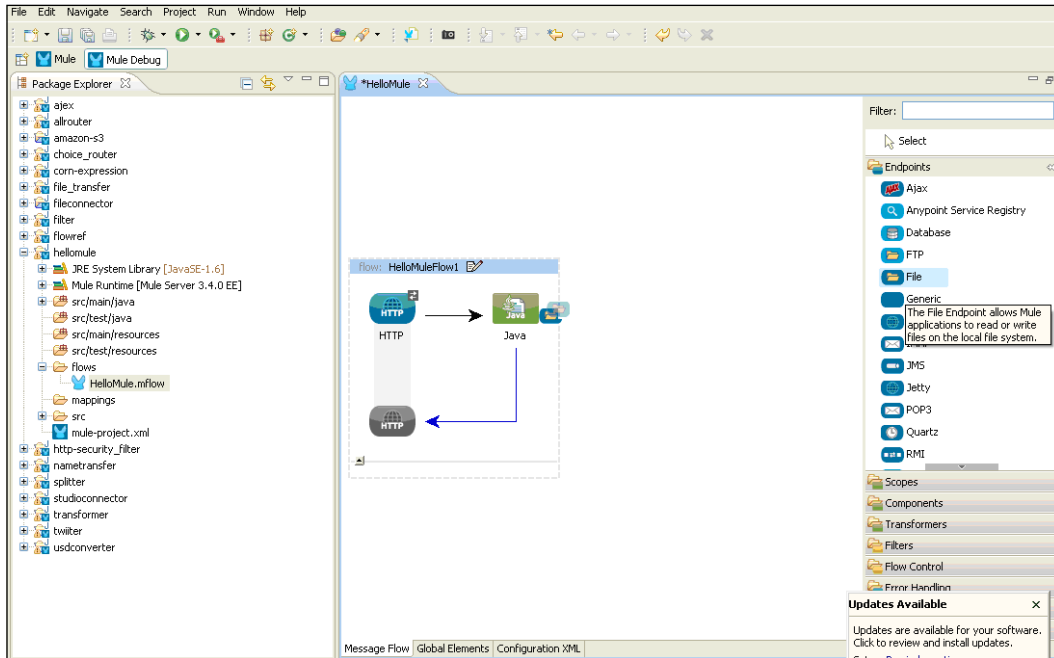 File Edit Navigate Search Project Run Window Help
Mule Mule Debug
Package Explorer
ajex
allrouter
amazon-s3
choice_router
corn-expression
file_transfer
fileconnector
filter
flowref
hellomule
JRE System Library [JavaSE-1.6]
Mule Runtime [Mule Server 3.4.0 EE]
src/main/java
src/test/java
src/main/resources
src/test/resources
flows
HelloMule.mflow
mappings
src
mule-project.xml
http-security_filter
nametransfer
splitter
studioconnector
transformer
twiiter
usdconverter
*HelloMule
flow: HelloMuleFlow1
HTTP
Java
HTTP
Java
HTTP
Message Flow Global Elements Configuration XML
Filter:
Select
Endpoints
Ajax
Anypoint Service Registry
Database
FTP
File
Generic
The File Endpoint allows Mule
applications to read or write
files on the local file system.
JMS
Jetty
POP3
Quartz
RMI
Scopes
Components
Transformers
Filters
Flow Control
Error Handling
Updates Available
Updates are available for your software.
Click to review and install updates.